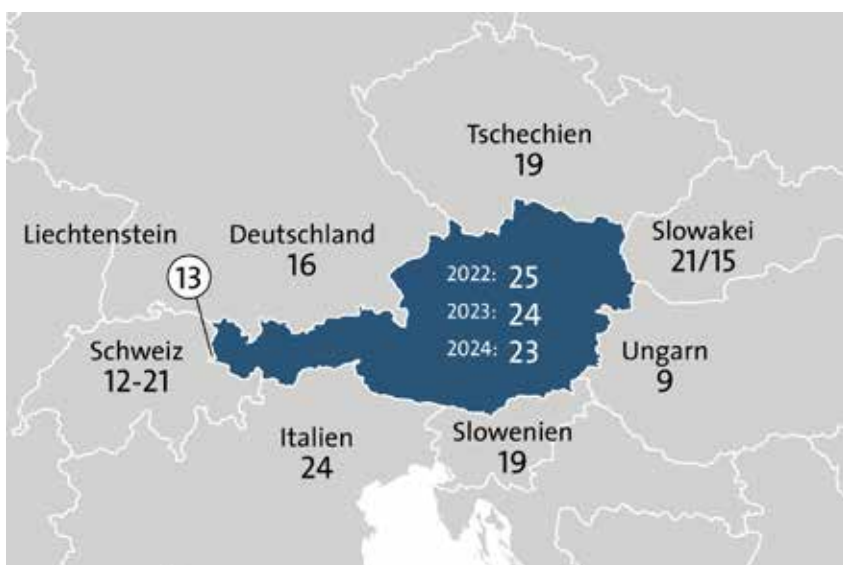 Tschechien
19
Liechtenstein
Deutschland
16
Slowakei
21/15
13
2022: 25
2023: 24
2024: 23
Schweiz
12-21
Ungarn
9
Italien
24
Slowenien
19